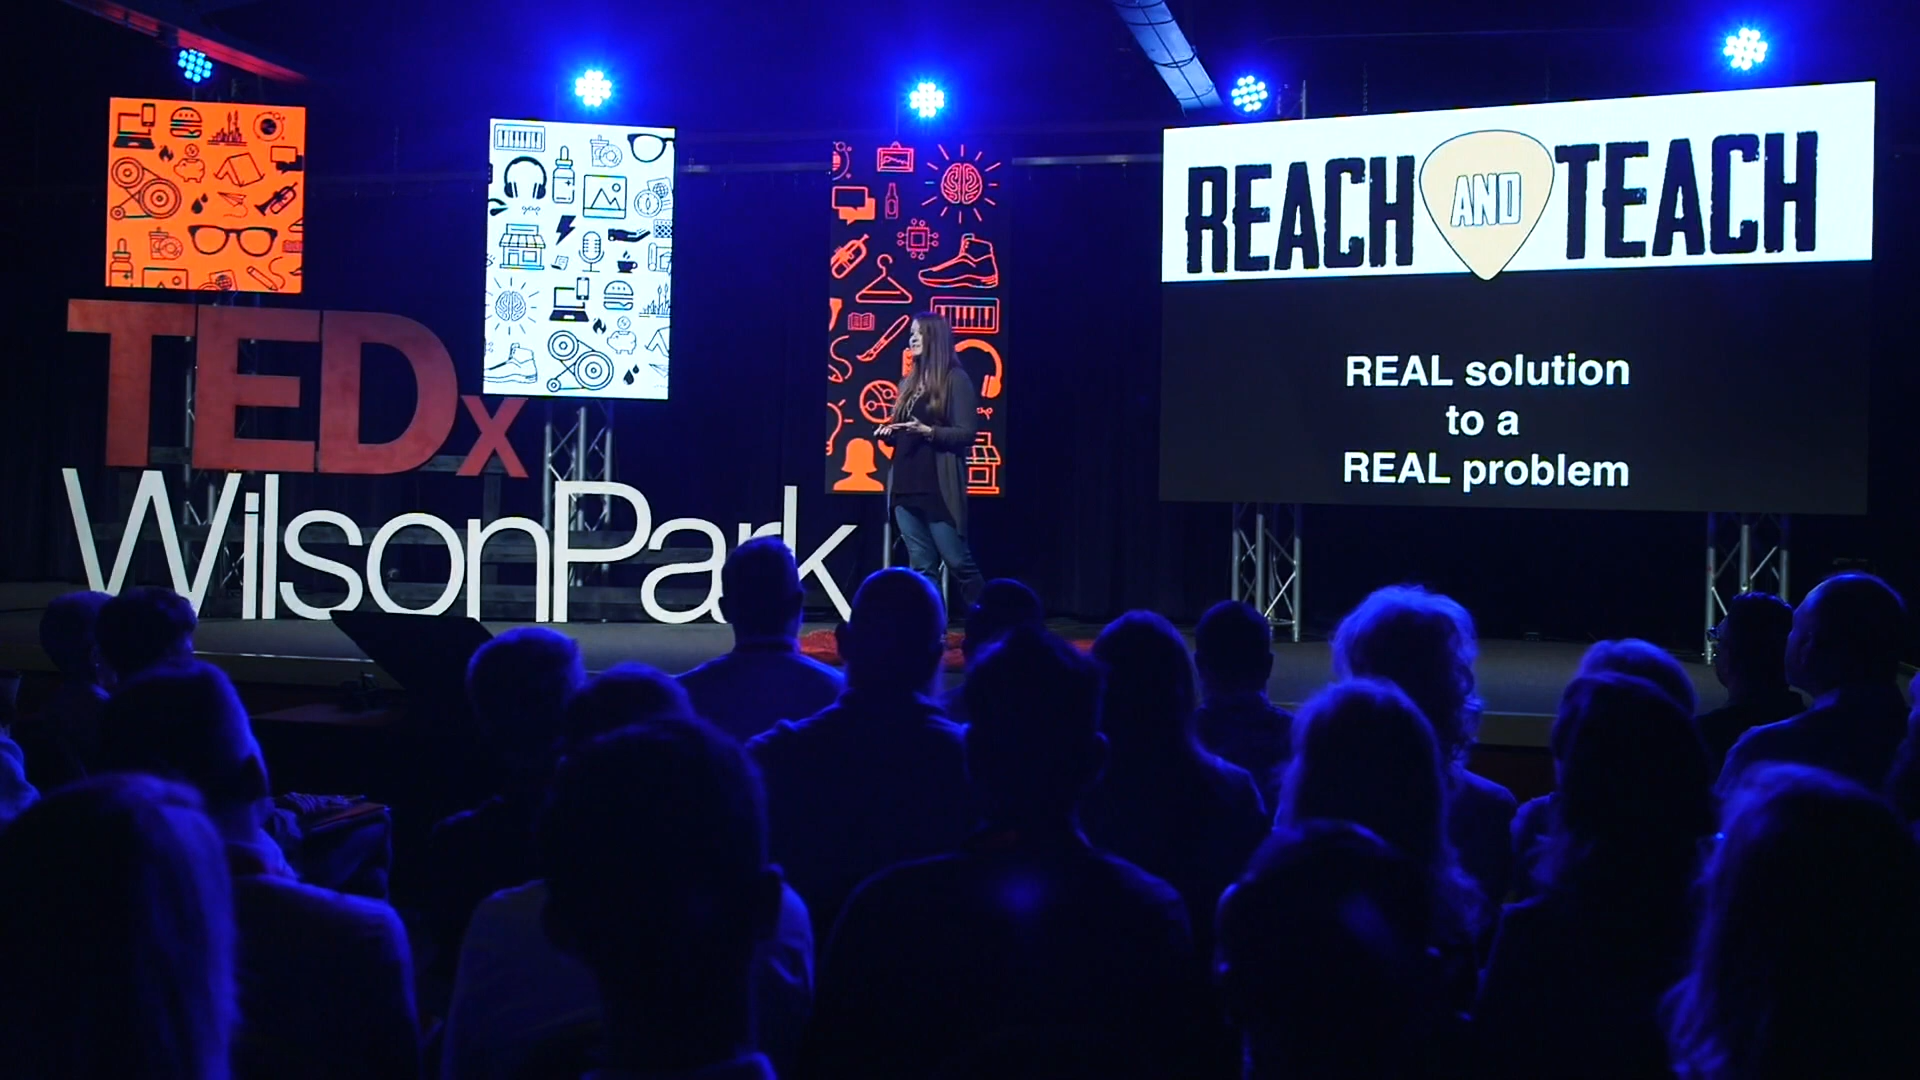 TEDx
WilsonPark
REACH AND TEACH
REAL solution
to a
REAL problem